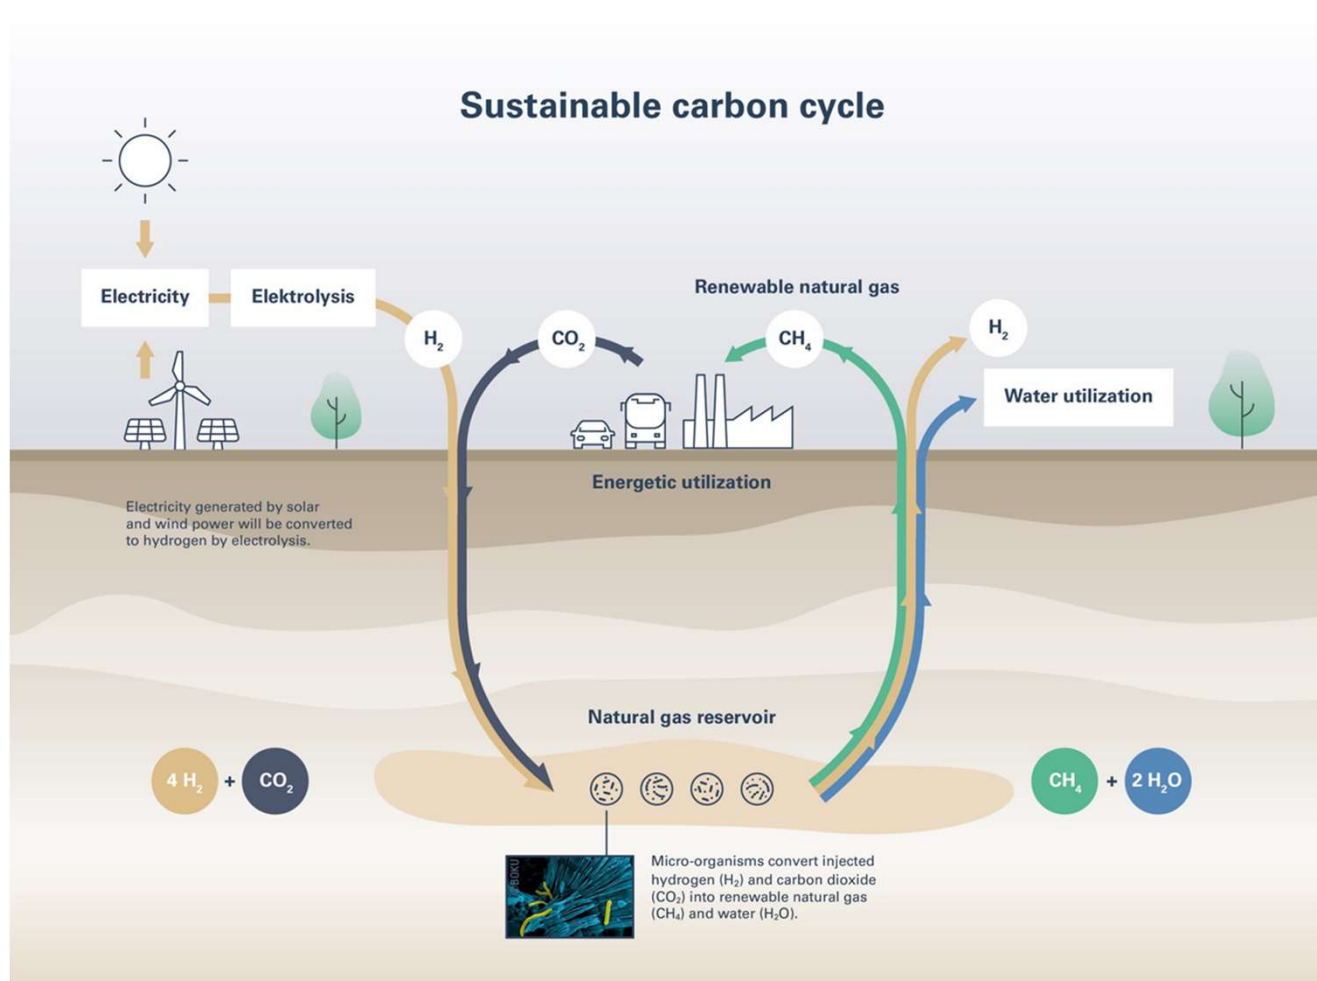 Sustainable carbon cycle
Electricity
Elektrolysis
H₂
CO₂
Renewable natural gas
CH₄
H₂
Water utilization
Energetic utilization
Electricity generated by solar
and wind power will be converted
to hydrogen by electrolysis.
Natural gas reservoir
4 H₂ + CO₂
CH₄ + 2 H₂O
BOKU
Micro-organisms convert injected
hydrogen (H₂) and carbon dioxide
(CO₂) into renewable natural gas
(CH₄) and water (H₂O).